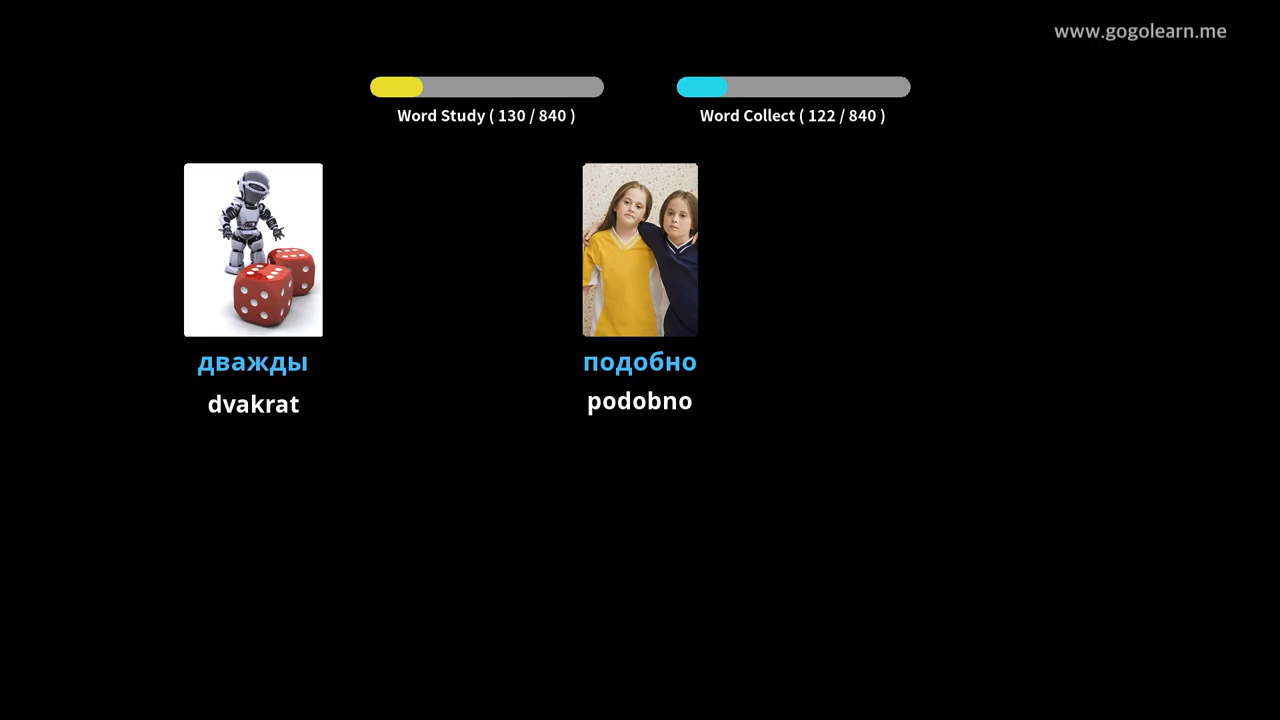 www.gogolearn.me
Word Study ( 130 / 840 )
Word Collect ( 122 / 840 )
дважды
подобно
dvakrat
podobno